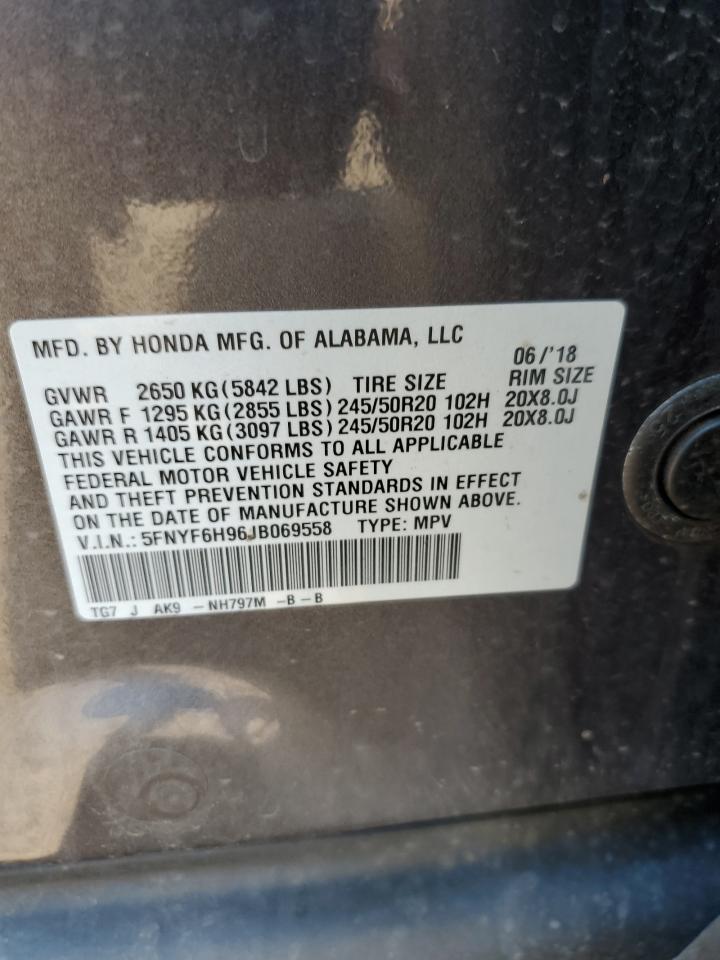 MFD. BY HONDA MFG. OF ALABAMA, LLC 06/'18
GVWR 2650 KG(5842 LBS) TIRE SIZE RIM SIZE
GAWR F 1295 KG(2855 LBS) 245/50R20 102H 20X8.0J
GAWR R 1405 KG(3097 LBS) 245/50R20 102H 20X8.0J
THIS VEHICLE CONFORMS TO ALL APPLICABLE
FEDERAL MOTOR VEHICLE SAFETY
AND THEFT PREVENTION STANDARDS IN EFFECT
ON THE DATE OF MANUFACTURE SHOWN ABOVE.
V.I.N.: 5FNYF6H96JB069558 TYPE: MPV
TG7 J AK9 -NH797M -B-B